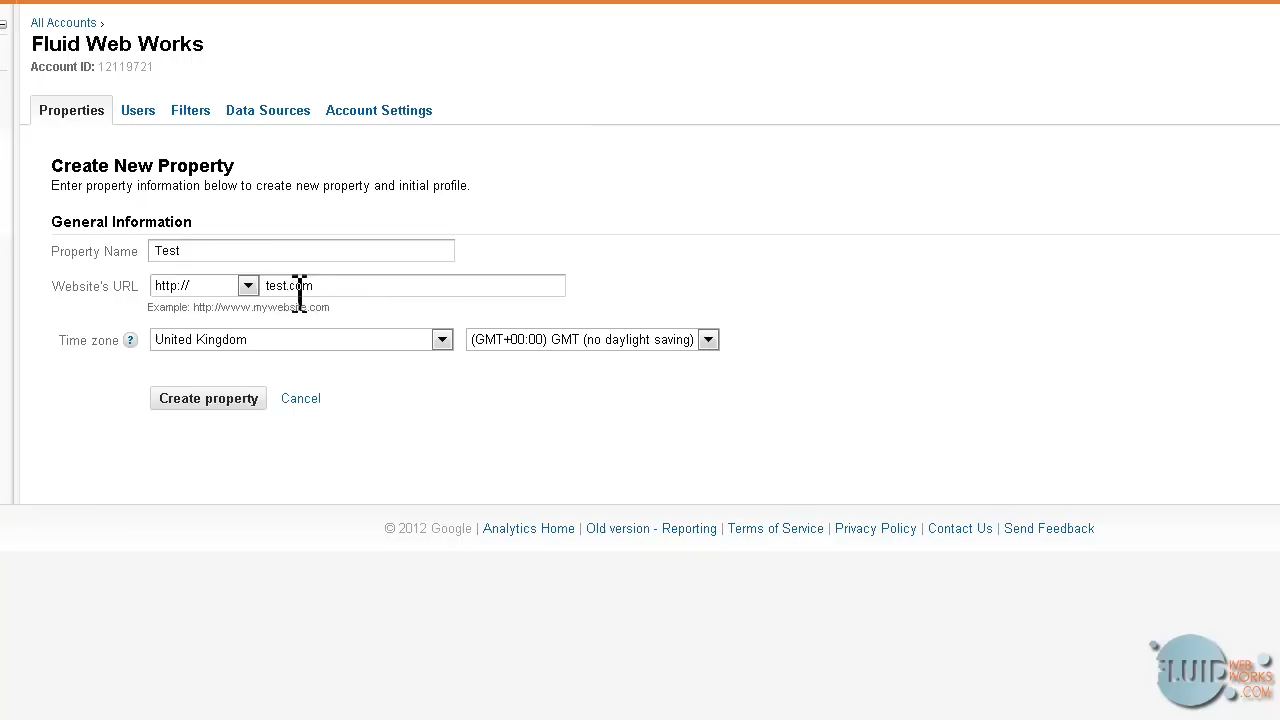 All Accounts ›
Fluid Web Works
Account ID: 12119721
Properties Users Filters Data Sources Account Settings
Create New Property
Enter property information below to create new property and initial profile.
General Information
Property Name Test
Website's URL http:// test.com
Example: http://www.mywebsite.com
Time zone ? United Kingdom (GMT+00:00) GMT (no daylight saving)
Create property Cancel
© 2012 Google | Analytics Home | Old version - Reporting | Terms of Service | Privacy Policy | Contact Us | Send Feedback
FLUID WEB
WORKS
.COM